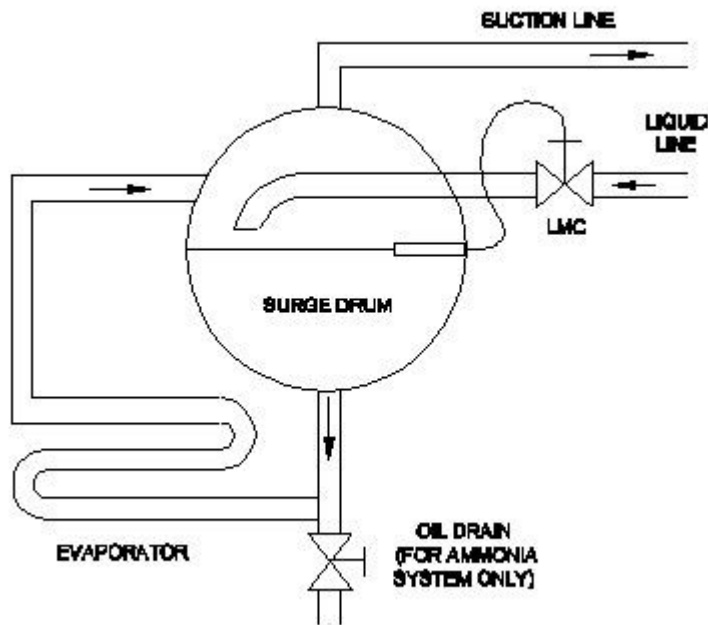 SUCTION LINE
LIQUID
LINE
LMC
SURGE DRUM
EVAPORATOR
OIL DRAIN
(FOR AMMONIA
SYSTEM ONLY)